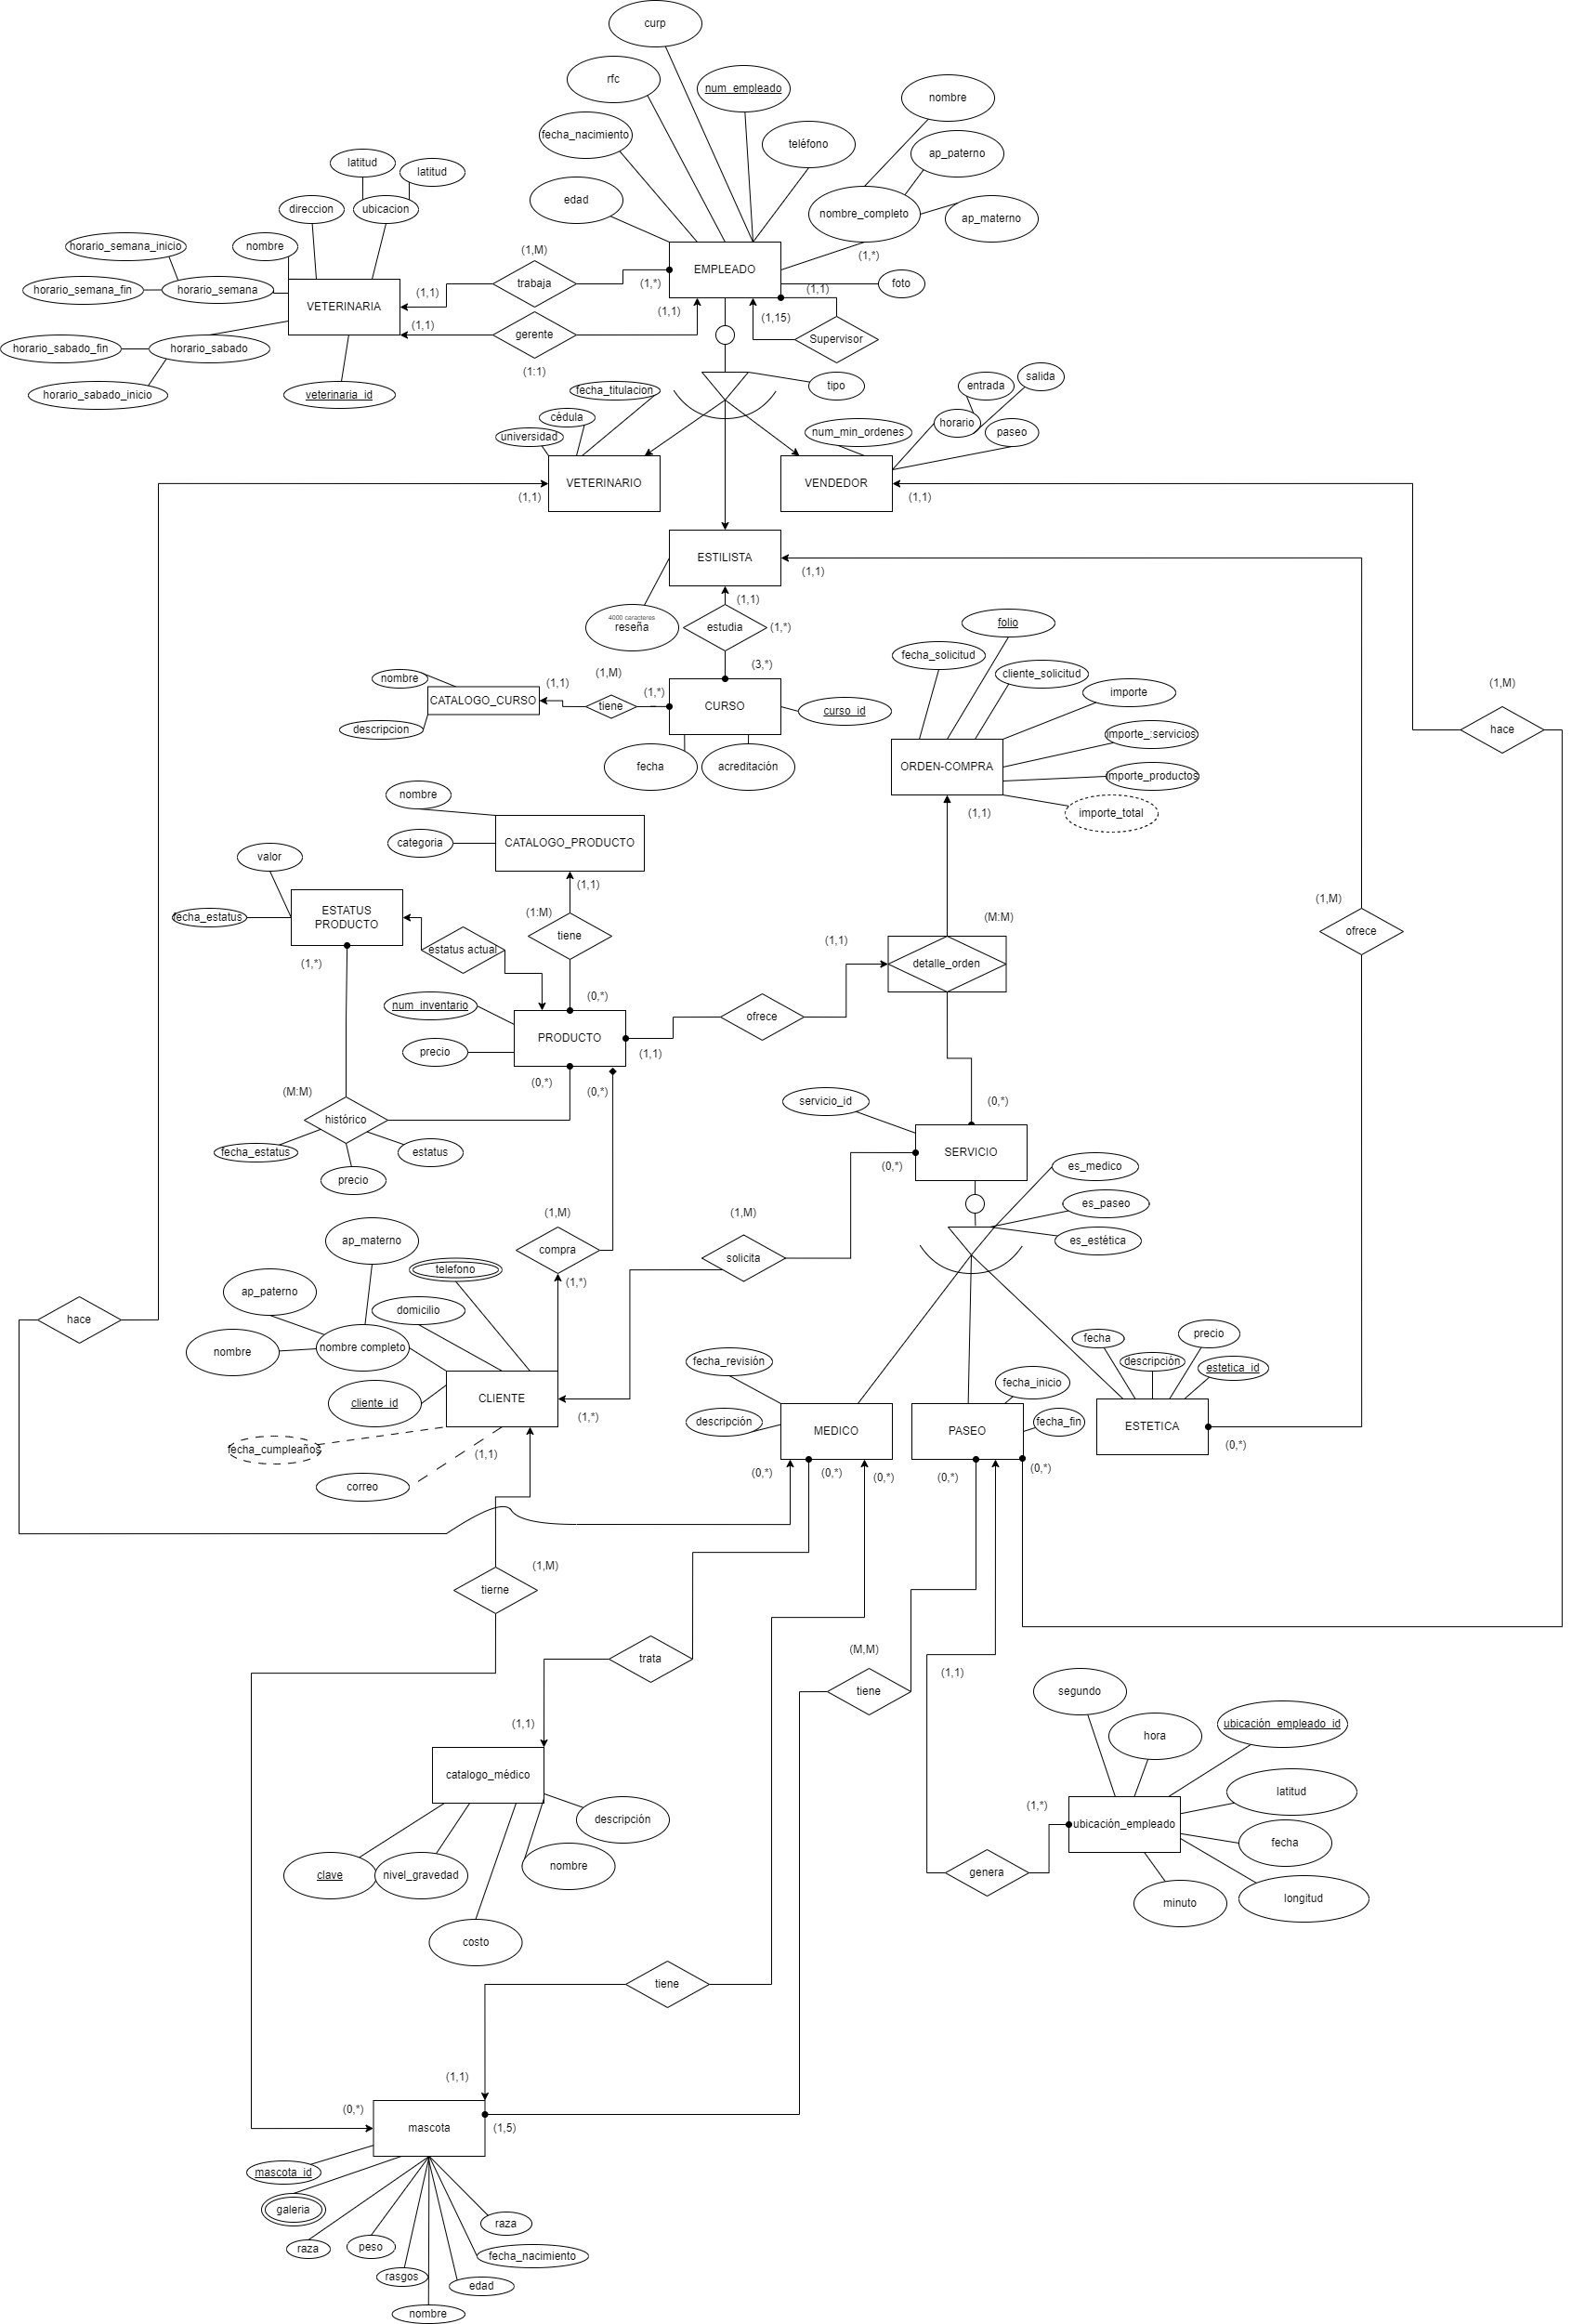 curp
rfc
num_empleado
nombre
fecha_nacimiento
teléfono
ap_paterno
latitud
latitud
edad
nombre_completo
ap_materno
direccion
ubicacion
horario_semana_inicio
nombre
(1,M)
(1,*)
EMPLEADO
trabaja
(1,*)
foto
horario_semana_fin
horario_semana
(1,1)
(1,1)
VETERINARIA
(1,1)
(1,15)
(1,1)
gerente
Supervisor
horario_sabado_fin
horario_sabado
(1:1)
horario_sabado_inicio
veterinaria_id
fecha_titulacion
tipo
entrada
salida
cédula
universidad
num_min_ordenes
horario
paseo
VETERINARIO
VENDEDOR
(1,1)
(1,1)
ESTILISTA
(1,1)
(1,1)
4000 caracteres
reseña
estudia
(1,*)
folio
fecha_solicitud
(3,*)
cliente_solicitud
(1,M)
nombre
(1,1)
(1,M)
(1,*)
importe
CATALOGO_CURSO
tiene
CURSO
curso_id
descripcion
hace
importe_:servicios
fecha
acreditación
ORDEN-COMPRA
importe_productos
nombre
(1,1)
importe_total
categoria
CATALOGO_PRODUCTO
valor
(1,1)
(1,M)
ESTATUS
PRODUCTO
fecha_estatus
(1:M)
(M:M)
tiene
ofrece
(1,1)
estatus actual
(1,*)
detalle_orden
(0,*)
num_inventario
ofrece
PRODUCTO
precio
(1,1)
(0,*)
(0,*)
(M:M)
servicio_id
(0,*)
histórico
fecha_estatus
estatus
SERVICIO
(0,*)
es_medico
precio
es_paseo
(1,M)
(1,M)
ap_materno
es_estética
compra
solicita
telefono
(1,*)
ap_paterno
domicilio
hace
nombre completo
nombre
fecha
precio
fecha_revisión
descripción
estetica_id
cliente_id
CLIENTE
fecha_inicio
(1,*)
descripción
MEDICO
PASEO
fecha_fin
ESTETICA
fecha_cumpleaños
(1,1)
(0,*)
correo
(0,*)
(0,*)
(0,*)
(0,*)
(0,*)
(1,M)
tierne
trata
(M,M)
(1,1)
tiene
segundo
(1,1)
ubicación_empleado_id
hora
catalogo_médico
latitud
(1,*)
descripción
ubicación_empleado
fecha
nombre
clave
nivel_gravedad
genera
longitud
minuto
costo
tiene
(1,1)
(0,*)
mascota
(1,5)
mascota_id
galeria
raza
raza
peso
fecha_nacimiento
rasgos
edad
nombre